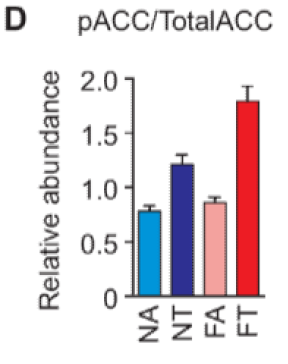 D pACC/TotalACC
Relative abundance
2.0
1.5
1.0
0.5
0
NA NT FA FT